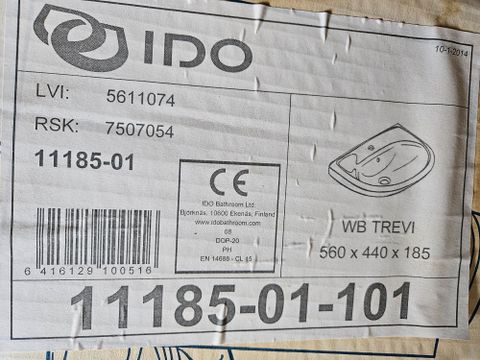 IDO
10-1-2014
LVI: 5611074
RSK: 7507054
11185-01
CE
IDO Bathroom Ltd.
Björknäs, 10600 Ekenäs, Finland
www.idobathroom.com
08
DOP-20
PH
EN 14688 - CL 15
WB TREVI
560 x 440 x 185
6 416129 100516
11185-01-101